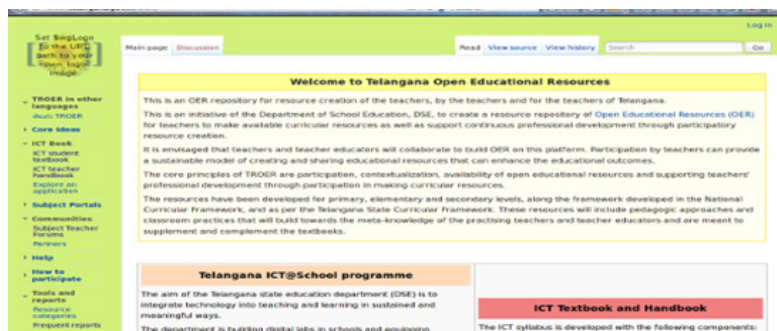 Log in
Set $wgLogo
to the URL
path to your
own logo
image.
Main page Discussion
Read View source View history Search Go
Welcome to Telangana Open Educational Resources
This is an OER repository for resource creation of the teachers, by the teachers and for the teachers of Telangana.
This is an initiative of the Department of School Education, DSE, to create a resource repository of Open Educational Resources (OER)
for teachers to make available curricular resources as well as support continuous professional development through participatory
resource creation.
It is envisaged that teachers and teacher educators will collaborate to build OER on this platform. Participation by teachers can provide
a sustainable model of creating and sharing educational resources that can enhance the educational outcomes.
The core principles of TROER are participation, contextualization, availability of open educational resources and supporting teachers'
professional development through participation in making curricular resources.
The resources have been developed for primary, elementary and secondary levels, along the framework developed in the National
Curricular Framework, and as per the Telangana State Curricular Framework. These resources will include pedagogic approaches and
classroom practices that will build towards the meta-knowledge of the practising teachers and teacher educators and are meant to
supplement and complement the textbooks.
TROER in other
languages
TROER
Core ideas
ICT Book
ICT student
textbook
ICT teacher
handbook
Explore an
application
Subject Portals
Communities
Subject Teacher
Forums
Partners
Help
How to
participate
Tools and
reports
Resource
categories
Frequent reports
Telangana ICT@School programme
The aim of the Telangana state education department (DSE) is to
integrate technology into teaching and learning in sustained and
meaningful ways.
The department is building digital labs in schools and equipping
ICT Textbook and Handbook
The ICT syllabus is developed with the following components: